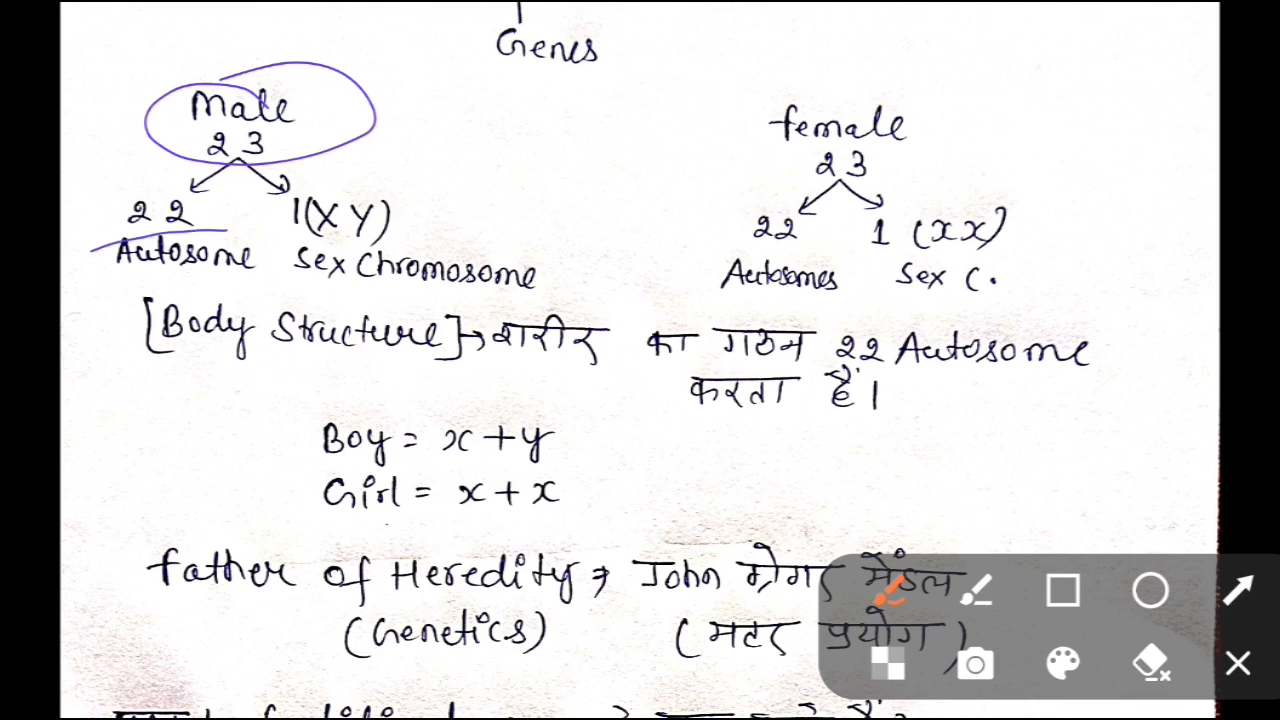 Genes
Male
23
22 1(XY)
Autosome Sex Chromosome
female
23
22 1 (xx)
Autosomes Sex C.
[Body Structure]→ शरीर का गठन 22 Autosome
करता हैं।
Boy = x+y
Girl = x+x
father of Heredity → John ग्रेगर मेंडल
(Genetics) (मटर प्रयोग)